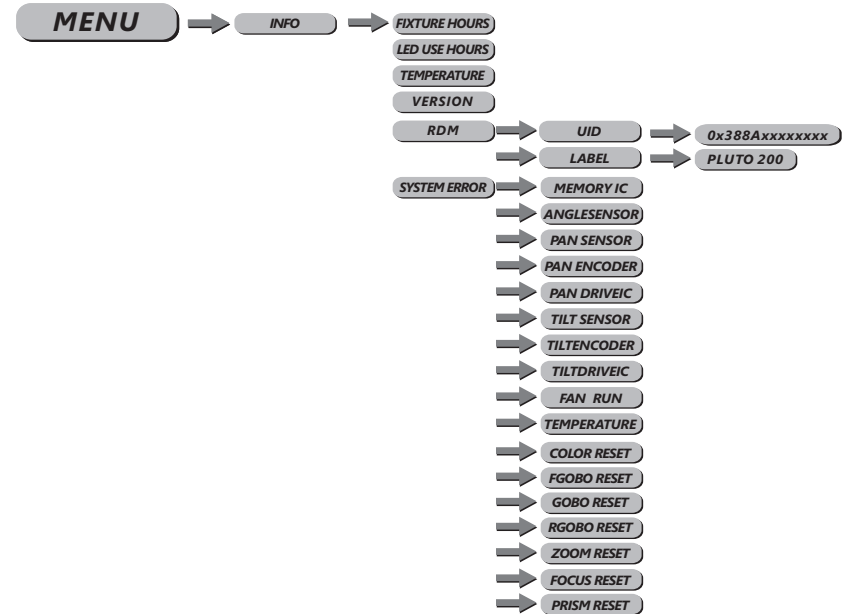 MENU INFO FIXTURE HOURS
LED USE HOURS
TEMPERATURE
VERSION
RDM UID 0x388Axxxxxxxx
LABEL PLUTO 200
SYSTEM ERROR MEMORY IC
ANGLESENSOR
PAN SENSOR
PAN ENCODER
PAN DRIVEIC
TILT SENSOR
TILTENCODER
TILTDRIVEIC
FAN RUN
TEMPERATURE
COLOR RESET
FGOBO RESET
GOBO RESET
RGOBO RESET
ZOOM RESET
FOCUS RESET
PRISM RESET